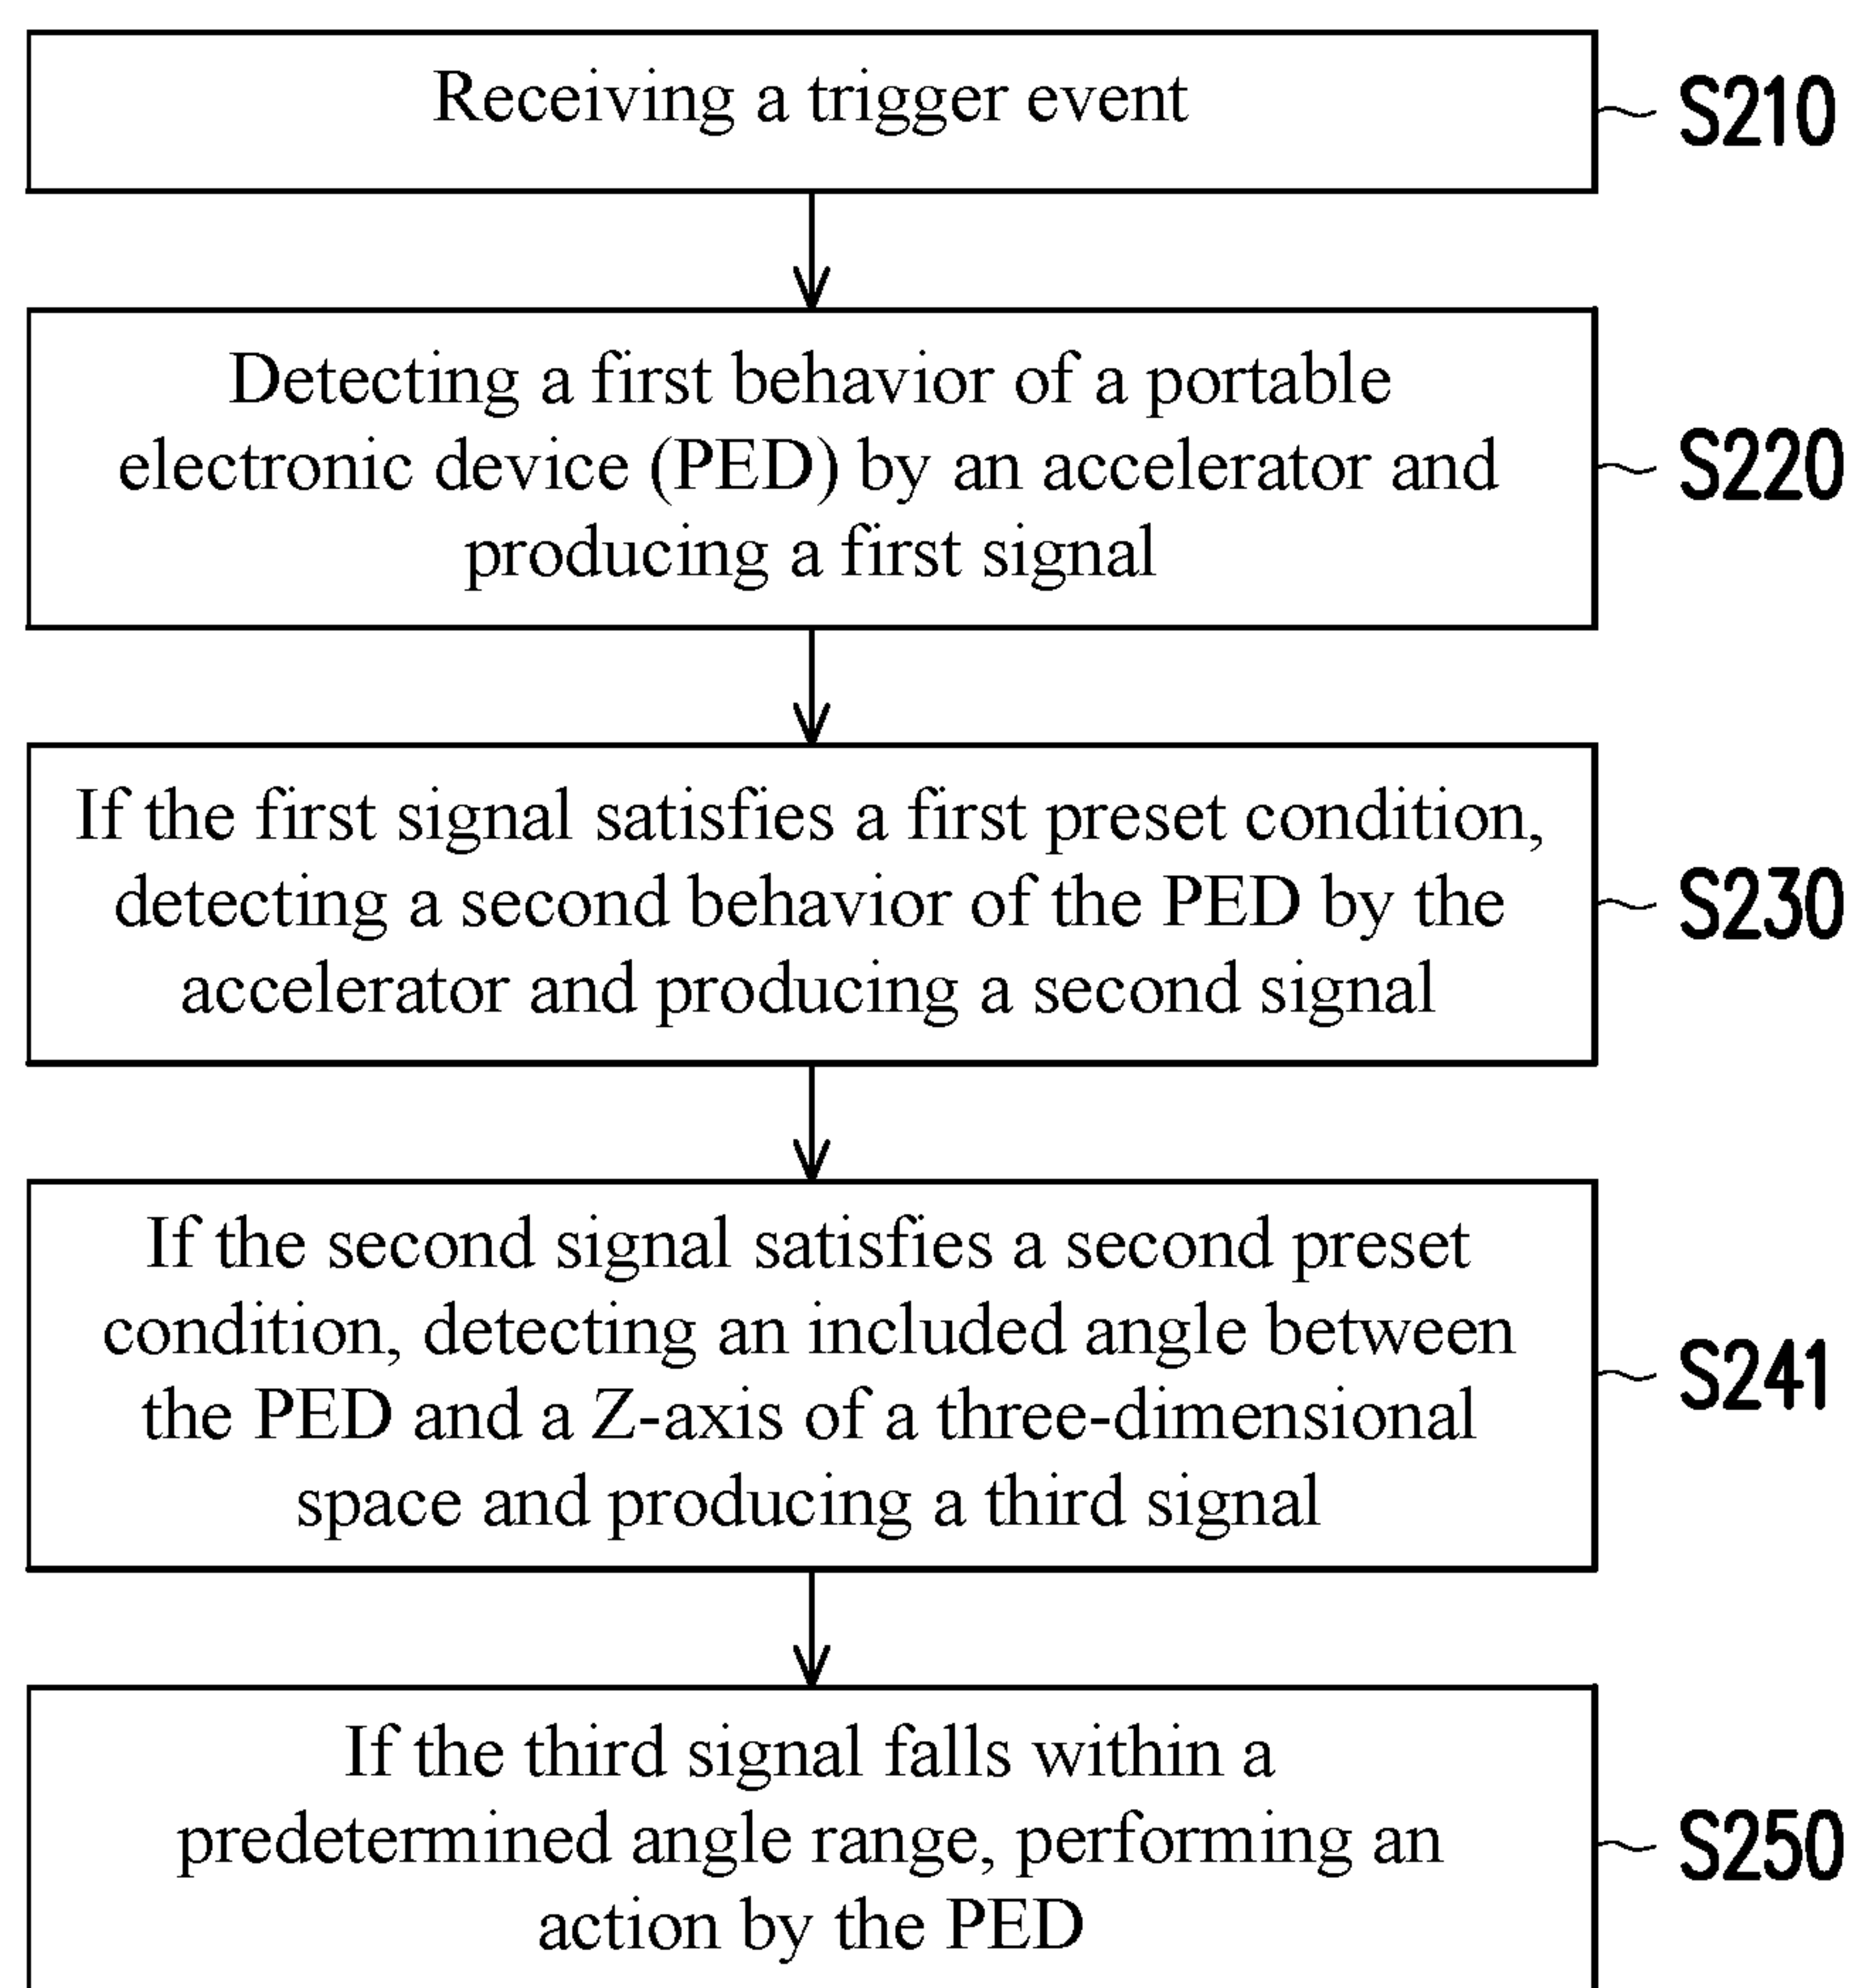 Receiving a trigger event
S210
Detecting a first behavior of a portable
electronic device (PED) by an accelerator and
producing a first signal
S220
If the first signal satisfies a first preset condition,
detecting a second behavior of the PED by the
accelerator and producing a second signal
S230
If the second signal satisfies a second preset
condition, detecting an included angle between
the PED and a Z-axis of a three-dimensional
space and producing a third signal
S241
If the third signal falls within a
predetermined angle range, performing an
action by the PED
S250